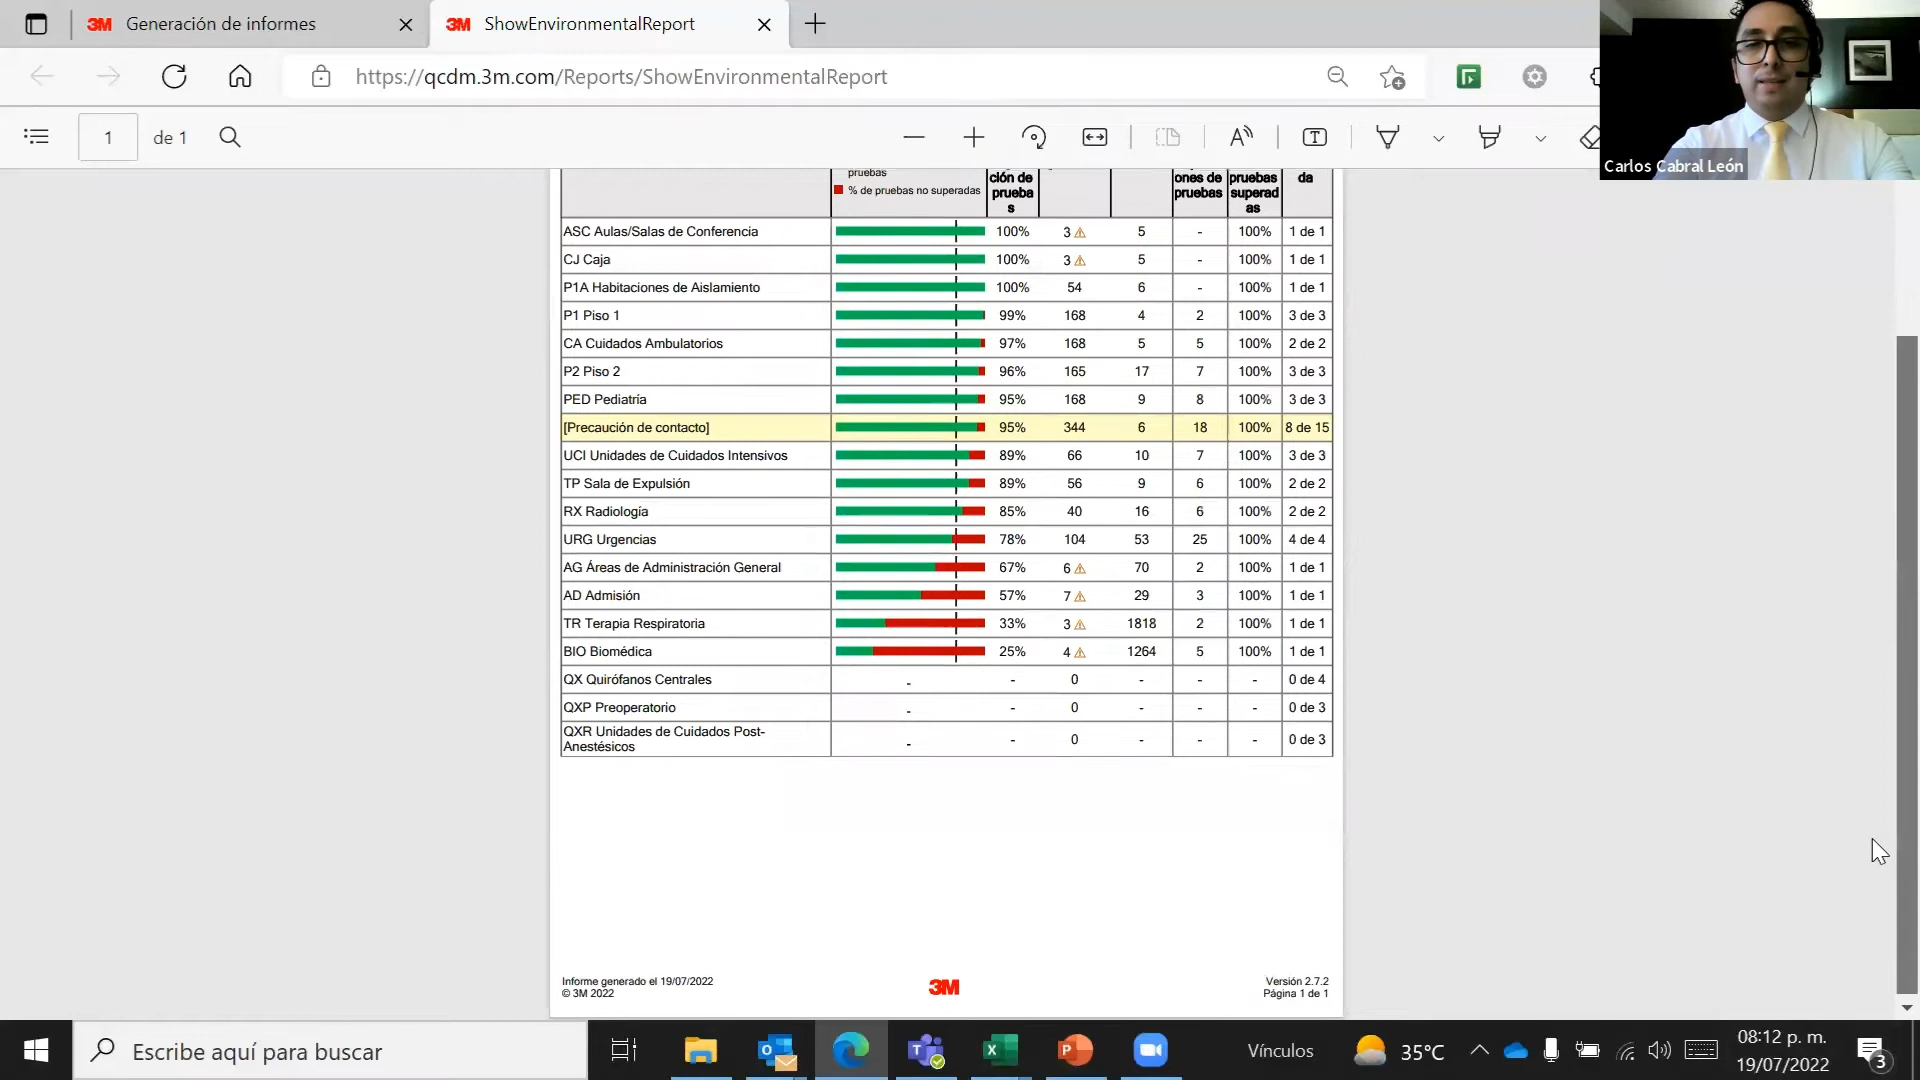 3M Generación de informes
3M ShowEnvironmentalReport
https://qcdm.3m.com/Reports/ShowEnvironmentalReport
1 de 1
Carlos Cabral León
pruebas
% de pruebas no superadas
ción de
prueba
s
ones de
pruebas
pruebas
superad
as
da
ASC Aulas/Salas de Conferencia 100% 3 5 - 100% 1 de 1
CJ Caja 100% 3 5 - 100% 1 de 1
P1A Habitaciones de Aislamiento 100% 54 6 - 100% 1 de 1
P1 Piso 1 99% 168 4 2 100% 3 de 3
CA Cuidados Ambulatorios 97% 168 5 5 100% 2 de 2
P2 Piso 2 96% 165 17 7 100% 3 de 3
PED Pediatría 95% 168 9 8 100% 3 de 3
[Precaución de contacto] 95% 344 6 18 100% 8 de 15
UCI Unidades de Cuidados Intensivos 89% 66 10 7 100% 3 de 3
TP Sala de Expulsión 89% 56 9 6 100% 2 de 2
RX Radiología 85% 40 16 6 100% 2 de 2
URG Urgencias 78% 104 53 25 100% 4 de 4
AG Áreas de Administración General 67% 6 70 2 100% 1 de 1
AD Admisión 57% 7 29 3 100% 1 de 1
TR Terapia Respiratoria 33% 3 1818 2 100% 1 de 1
BIO Biomédica 25% 4 1264 5 100% 1 de 1
QX Quirófanos Centrales - - 0 - - - 0 de 4
QXP Preoperatorio - - 0 - - - 0 de 3
QXR Unidades de Cuidados Post-
Anestésicos - - 0 - - - 0 de 3
Informe generado el 19/07/2022
© 3M 2022
3M
Versión 2.7.2
Página 1 de 1
Escribe aquí para buscar
Vínculos
35°C
08:12 p. m.
19/07/2022
3